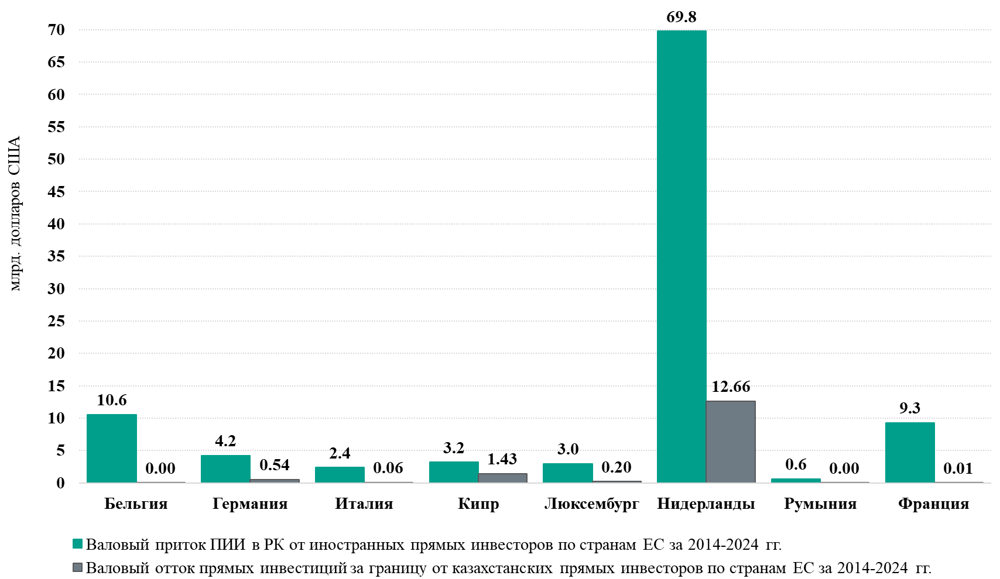 млрд. долларов США
70
65
60
55
50
45
40
35
30
25
20
15
10
5
0
10.6
0.00
4.2
0.54
2.4
0.06
3.2
1.43
3.0
0.20
69.8
12.66
0.6
0.00
9.3
0.01
Бельгия
Германия
Италия
Кипр
Люксембург
Нидерланды
Румыния
Франция
Валовый приток ПИИ в РК от иностранных прямых инвесторов по странам ЕС за 2014-2024 гг.
Валовый отток прямых инвестиций за границу от казахстанских прямых инвесторов по странам ЕС за 2014-2024 гг.